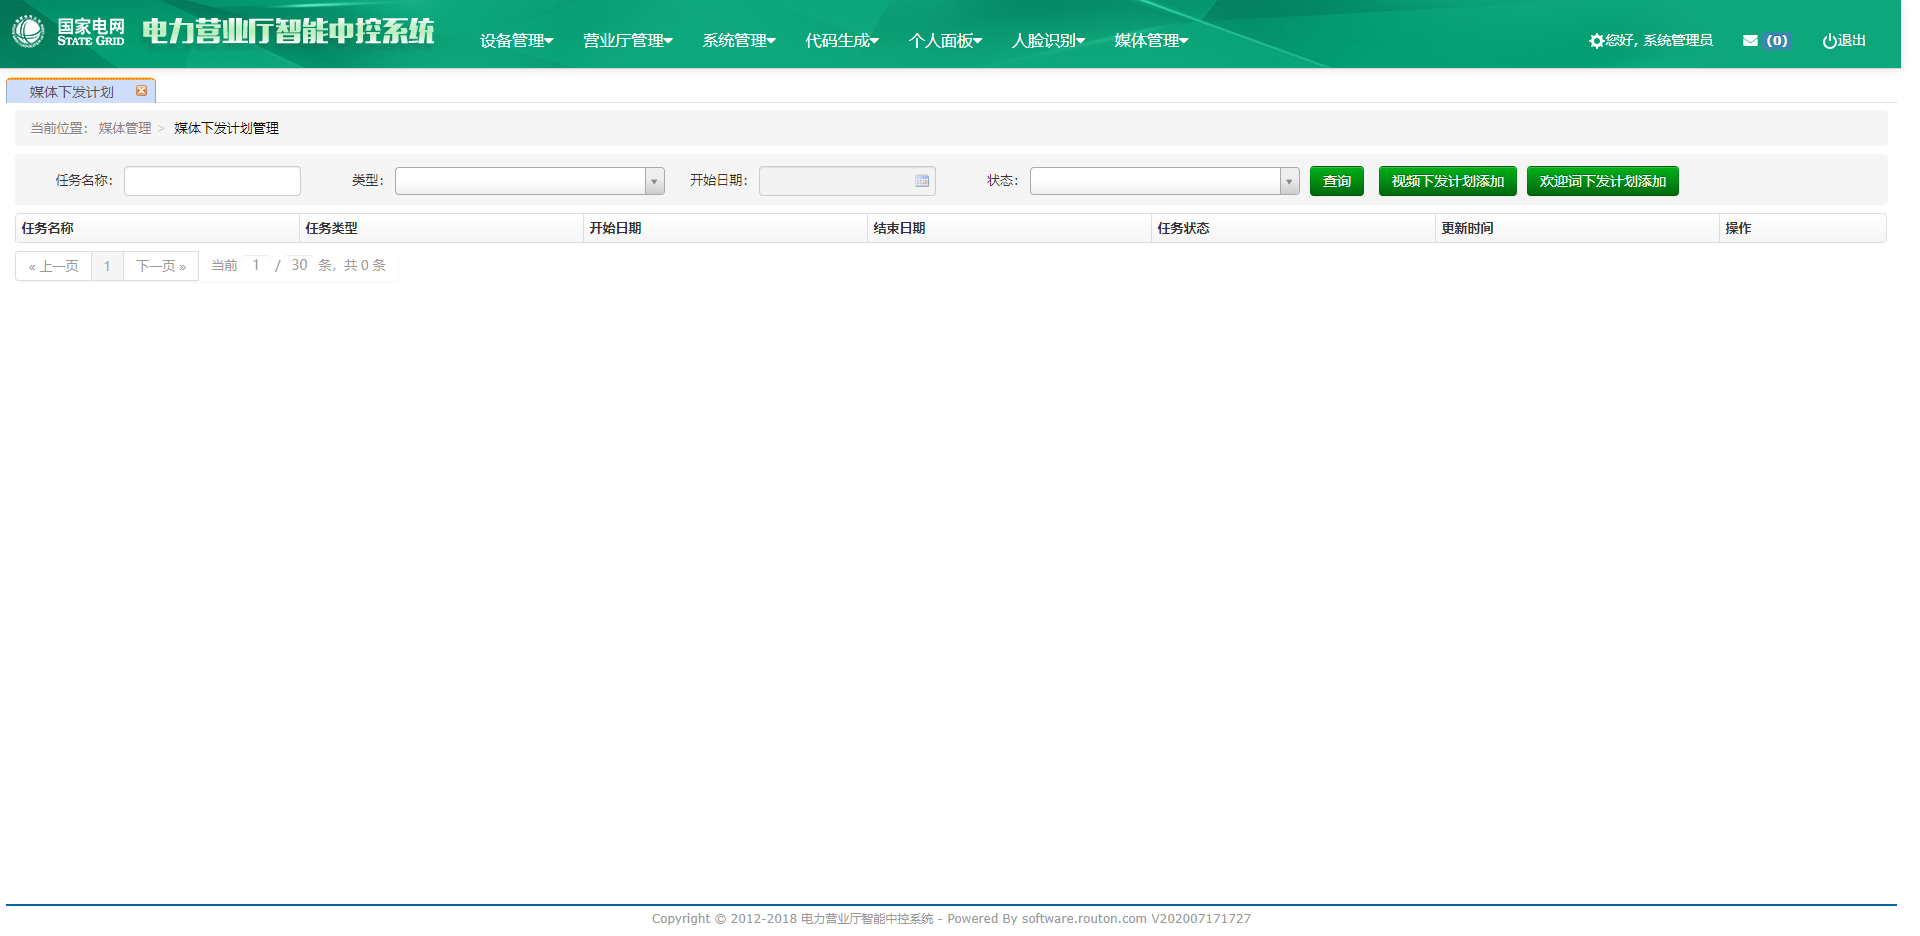 国家电网
STATE GRID
电力营业厅智能中控系统
设备管理 营业厅管理 系统管理 代码生成 个人面板 人脸识别 媒体管理 您好, 系统管理员 (0) 退出
媒体下发计划
当前位置： 媒体管理 > 媒体下发计划管理
任务名称： 类型： 开始日期： 状态： 查询 视频下发计划添加 欢迎词下发计划添加
任务名称 任务类型 开始日期 结束日期 任务状态 更新时间 操作
« 上一页 1 下一页 » 当前 1 / 30 条，共 0 条
Copyright © 2012-2018 电力营业厅智能中控系统 - Powered By software.routon.com V202007171727